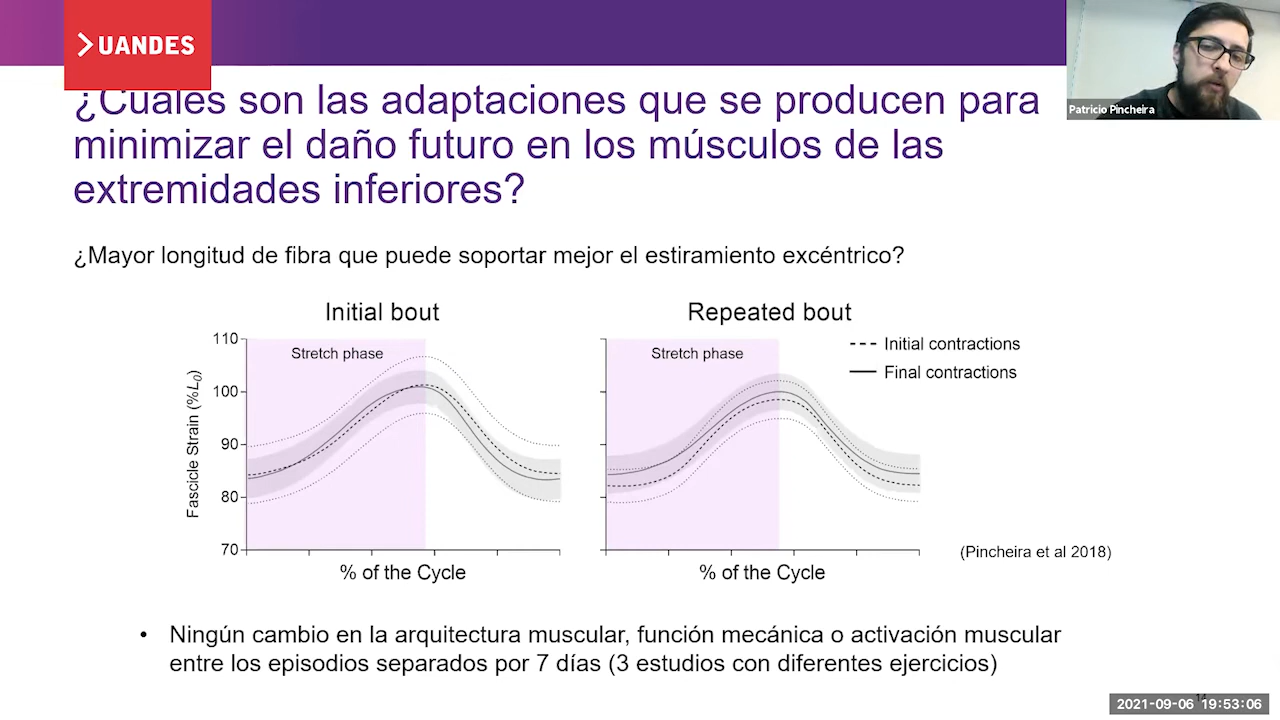 UANDES
Patricio Pincheira
¿Cuáles son las adaptaciones que se producen para
minimizar el daño futuro en los músculos de las
extremidades inferiores?
¿Mayor longitud de fibra que puede soportar mejor el estiramiento excéntrico?
Initial bout
Repeated bout
Stretch phase
Stretch phase
Initial contractions
Final contractions
Fascicle Strain (%L0)
110
100
90
80
70
% of the Cycle
% of the Cycle
(Pincheira et al 2018)
• Ningún cambio en la arquitectura muscular, función mecánica o activación muscular
entre los episodios separados por 7 días (3 estudios con diferentes ejercicios)
2021-09-06 19:53:06